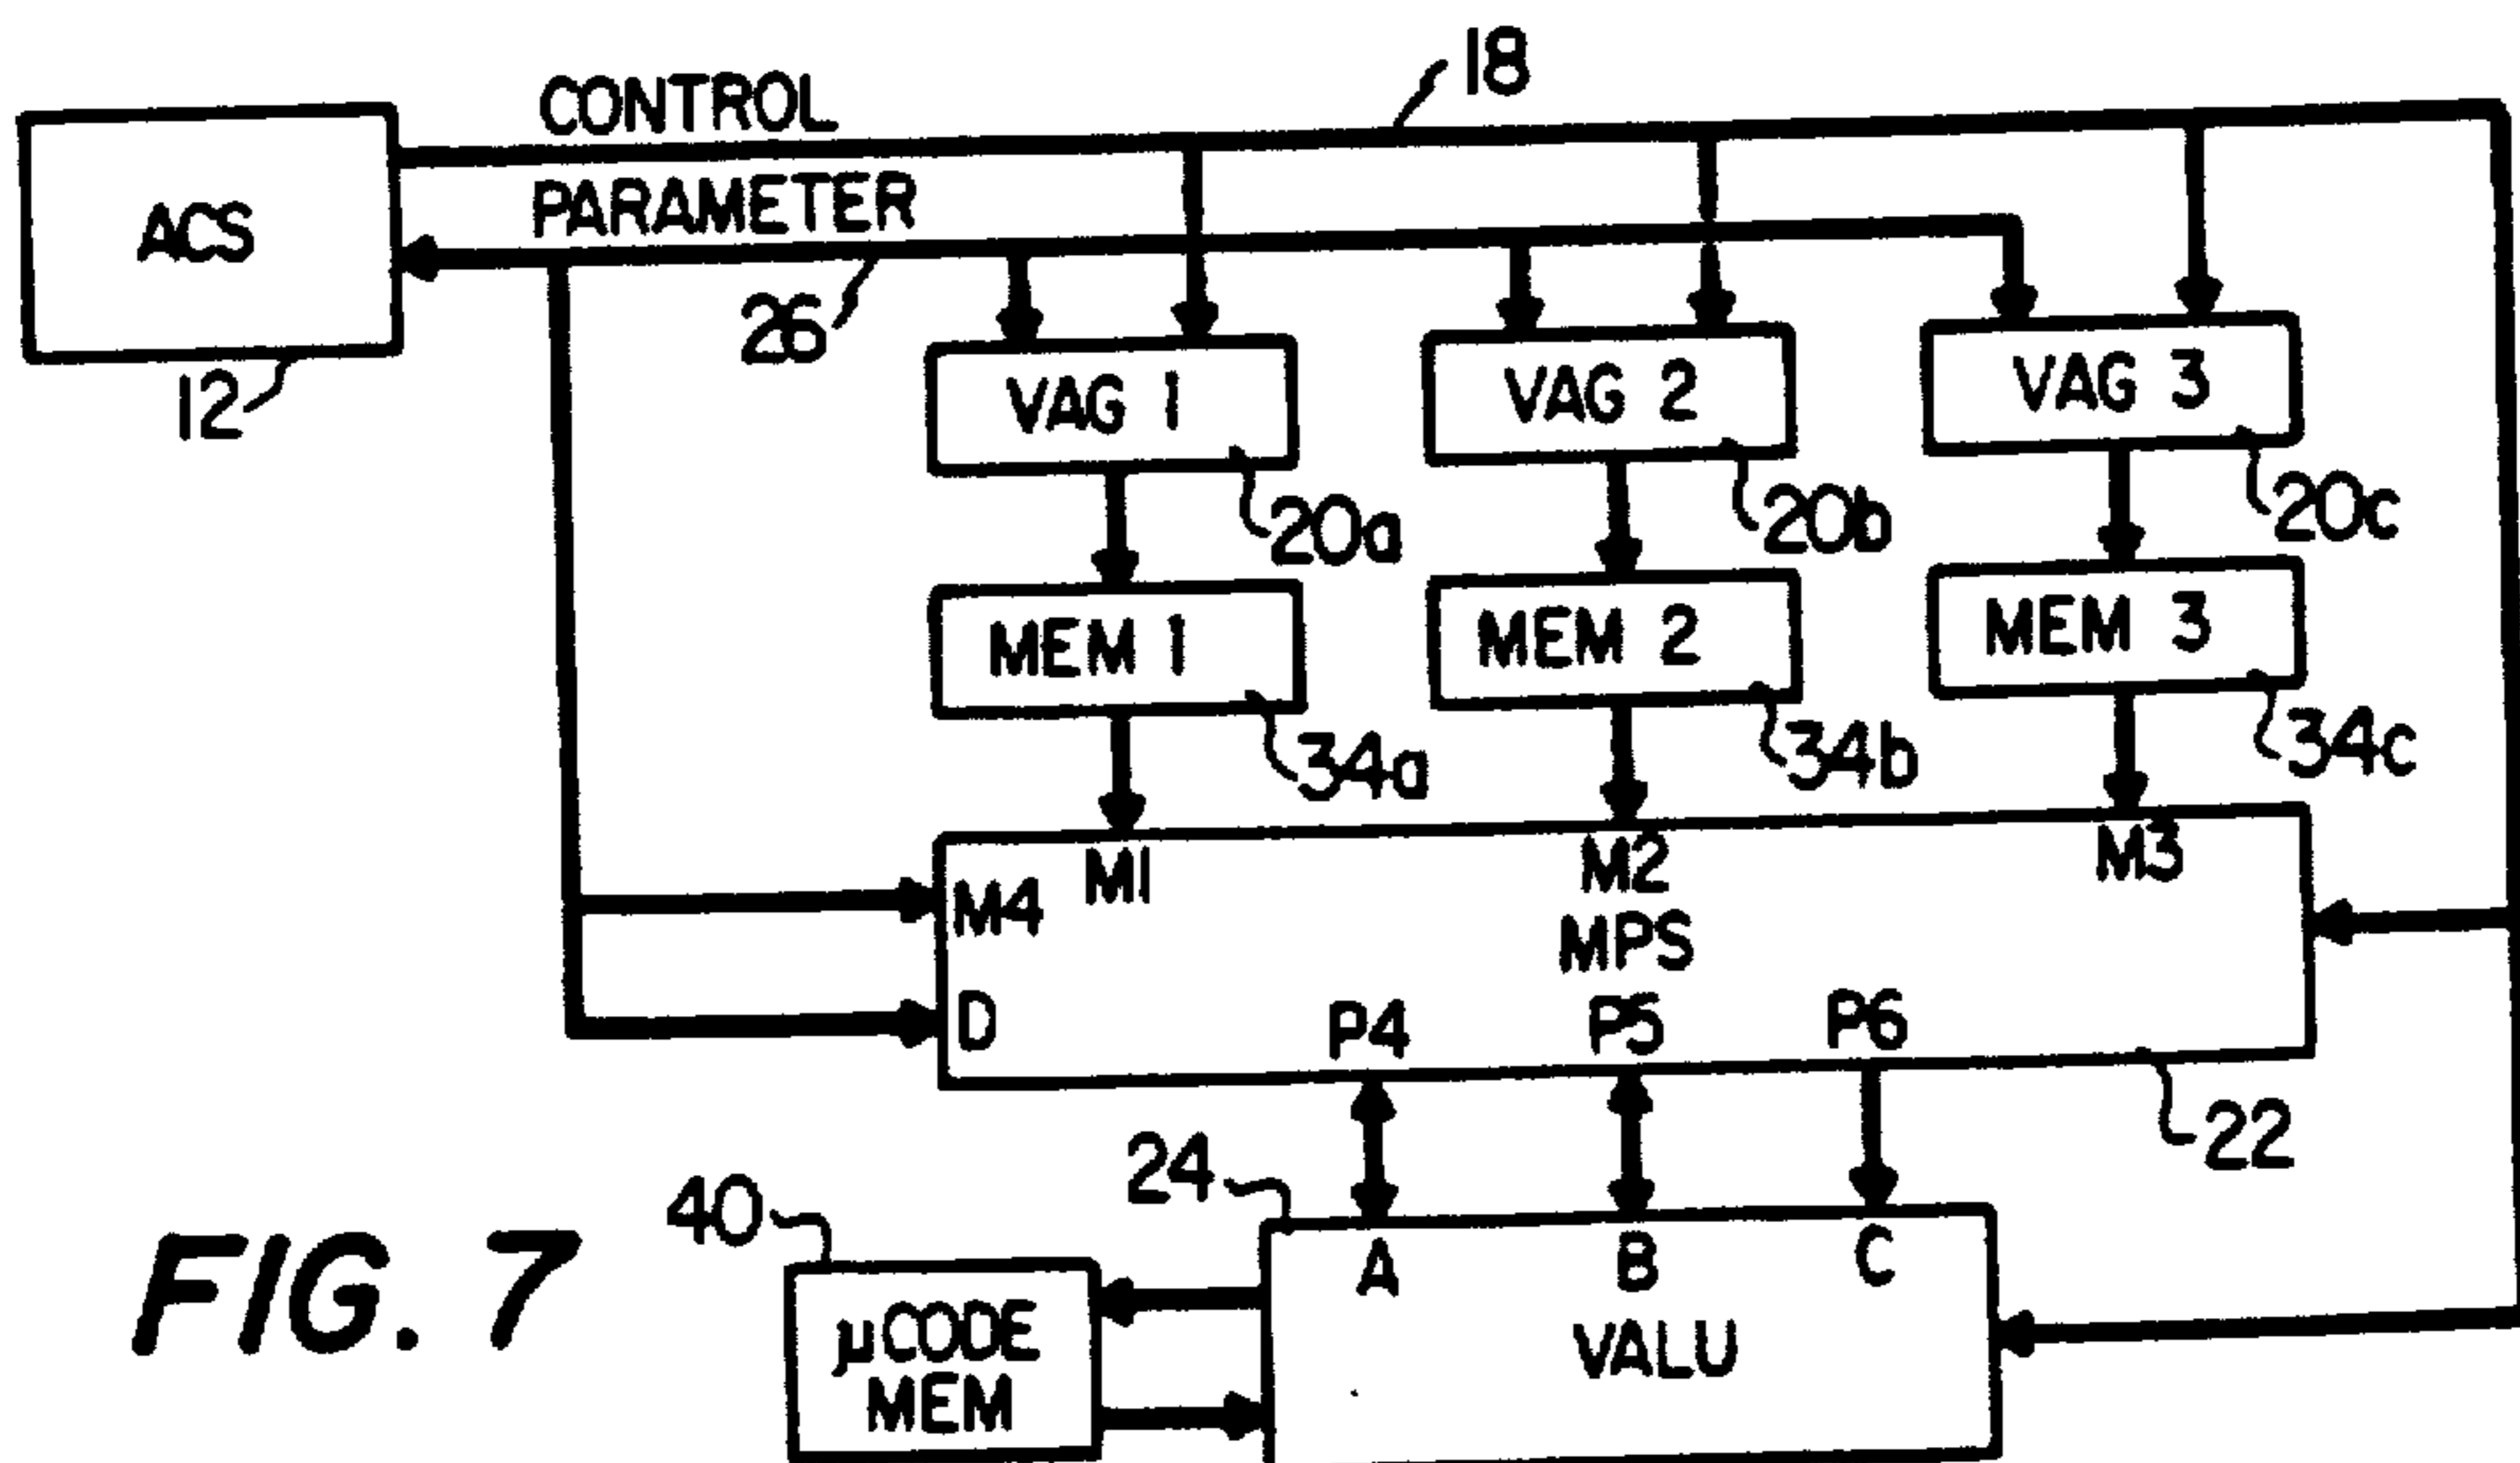 18
CONTROL
PARAMETER
ACS
26
12
VAG 1
VAG 2
VAG 3
20a
20b
20c
MEM 1
MEM 2
MEM 3
34a
34b
34c
M1
M2
M3
M4
MPS
D
P4
P5
P6
22
24
40
A
B
C
FIG. 7
µCODE
MEM
VALU